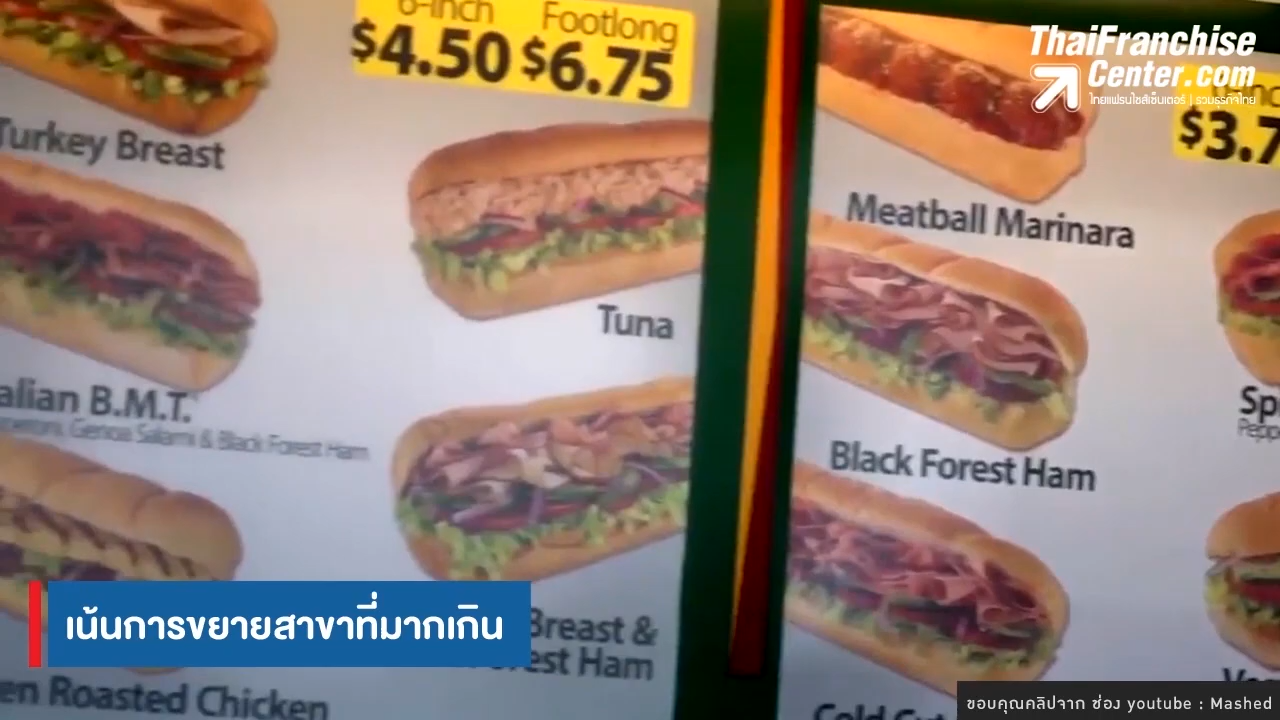 6-inch Footlong
$4.50 $6.75
Turkey Breast
Tuna
alian B.M.T.
Genoa Salami & Black Forest Ham
Breast &
est Ham
en Roasted Chicken
Meatball Marinara
$3.7
Black Forest Ham
Sp
Peppe
Cold Cut
ThaiFranchise
Center.com
ไทยแฟรนไชส์เซ็นเตอร์ | รวมธุรกิจไทย
เน้นการขยายสาขาที่มากเกิน
ขอบคุณคลิปจาก ช่อง youtube : Mashed